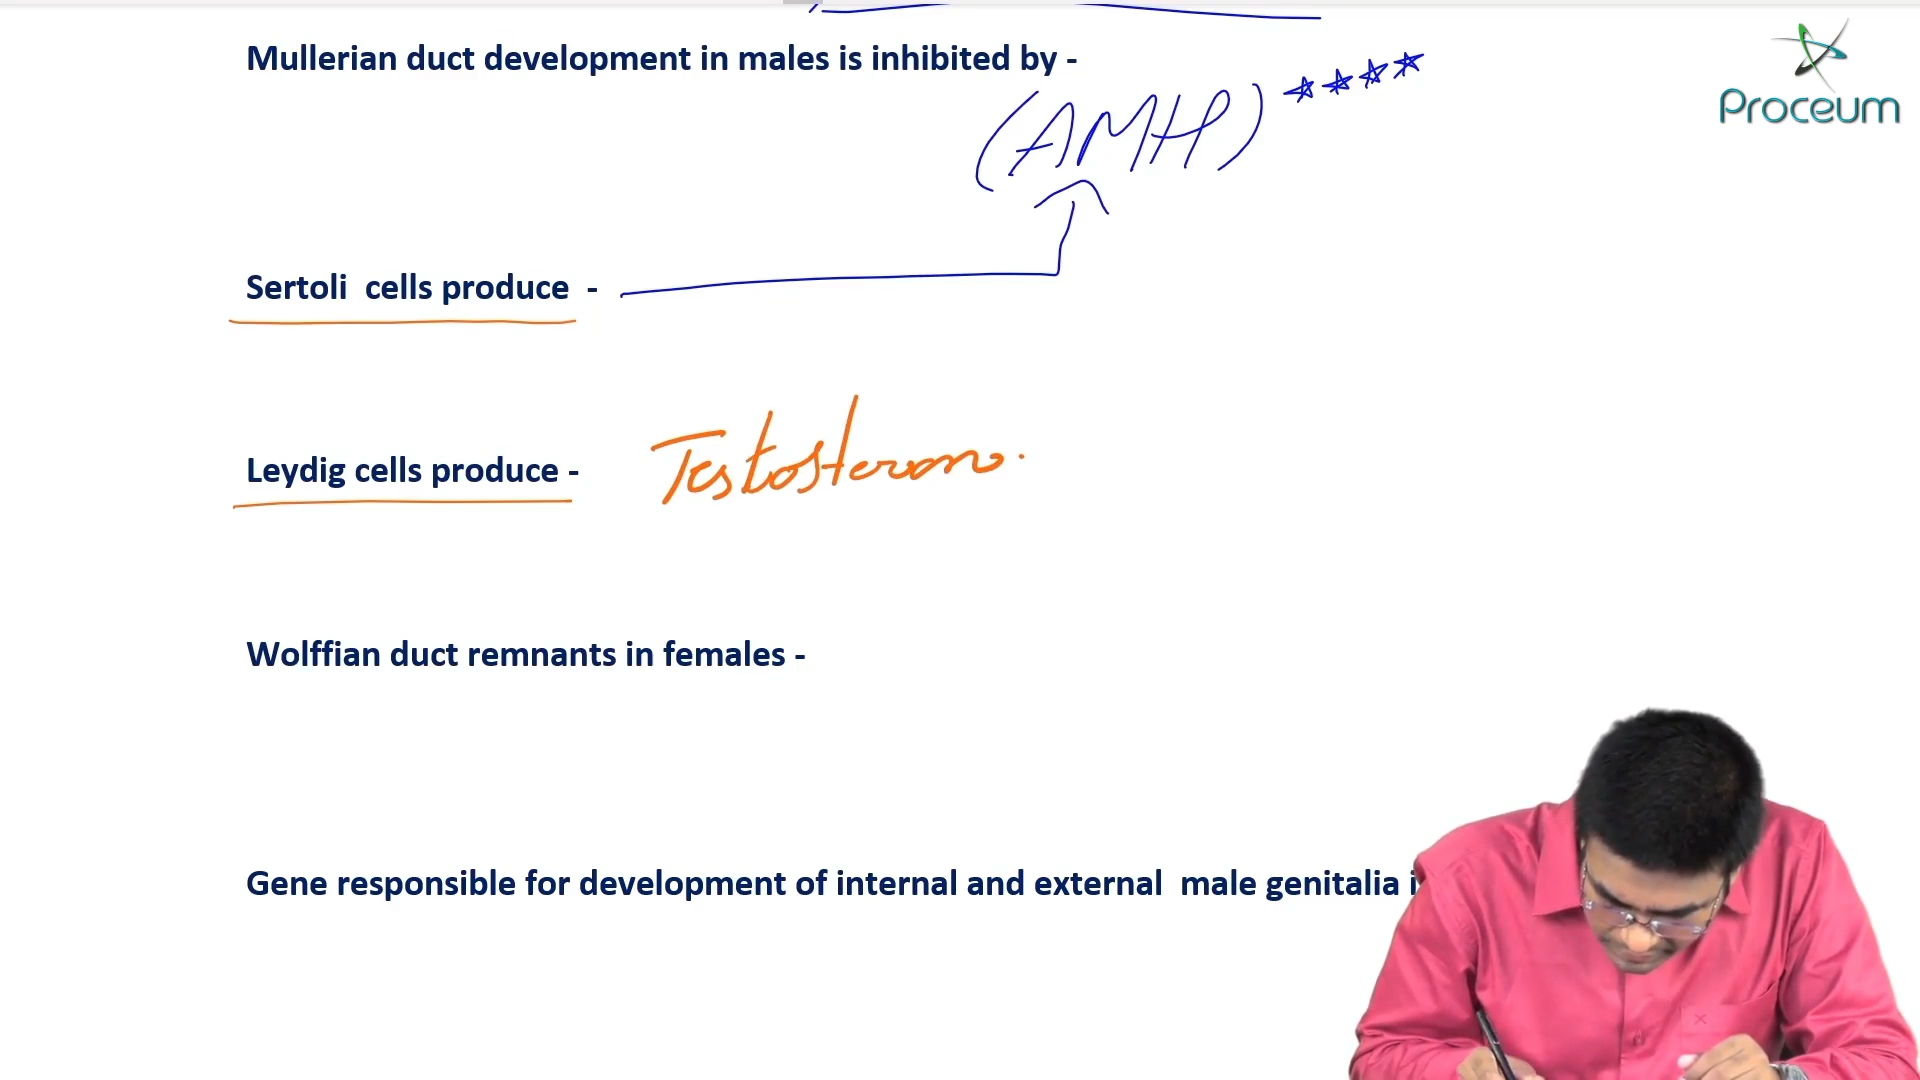 Mullerian duct development in males is inhibited by -
(AMH)
Proceum
Sertoli cells produce -
Leydig cells produce - Testosterone.
Wolffian duct remnants in females -
Gene responsible for development of internal and external male genitalia i